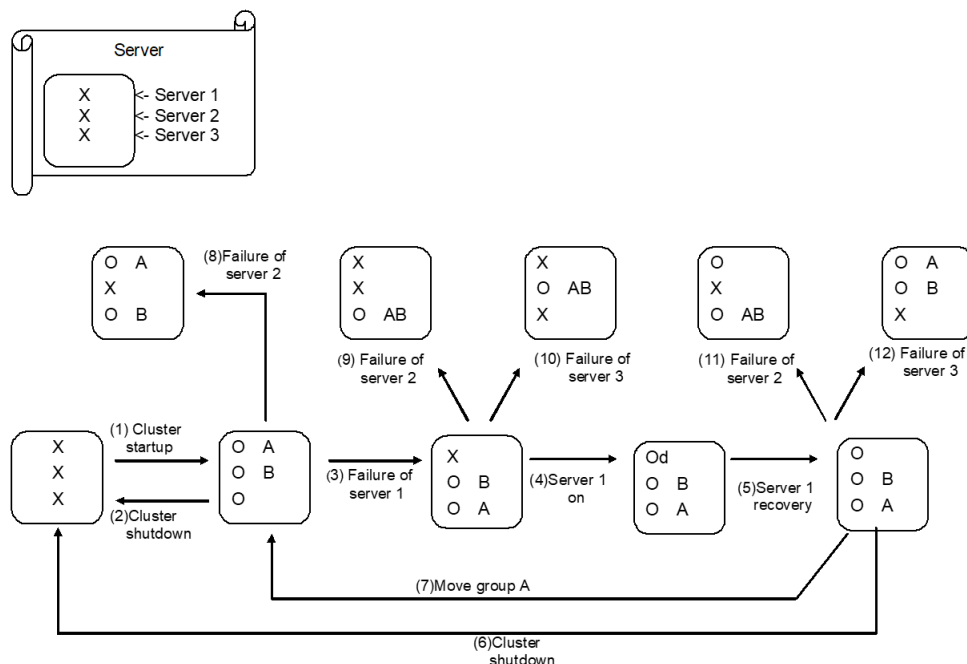 Server
X <- Server 1
X <- Server 2
X <- Server 3
O A
X
O B
(8)Failure of
server 2
X
X
O AB
X
O AB
X
O
X
O AB
O A
O B
X
(9) Failure of
server 2
(10) Failure of
server 3
(11) Failure of
server 2
(12) Failure of
server 3
X
X
X
(1) Cluster
startup
(2)Cluster
shutdown
O A
O B
O
(3) Failure of
server 1
X
O B
O A
(4)Server 1
on
Od
O B
O A
(5)Server 1
recovery
O
O B
O A
(7)Move group A
(6)Cluster
shutdown